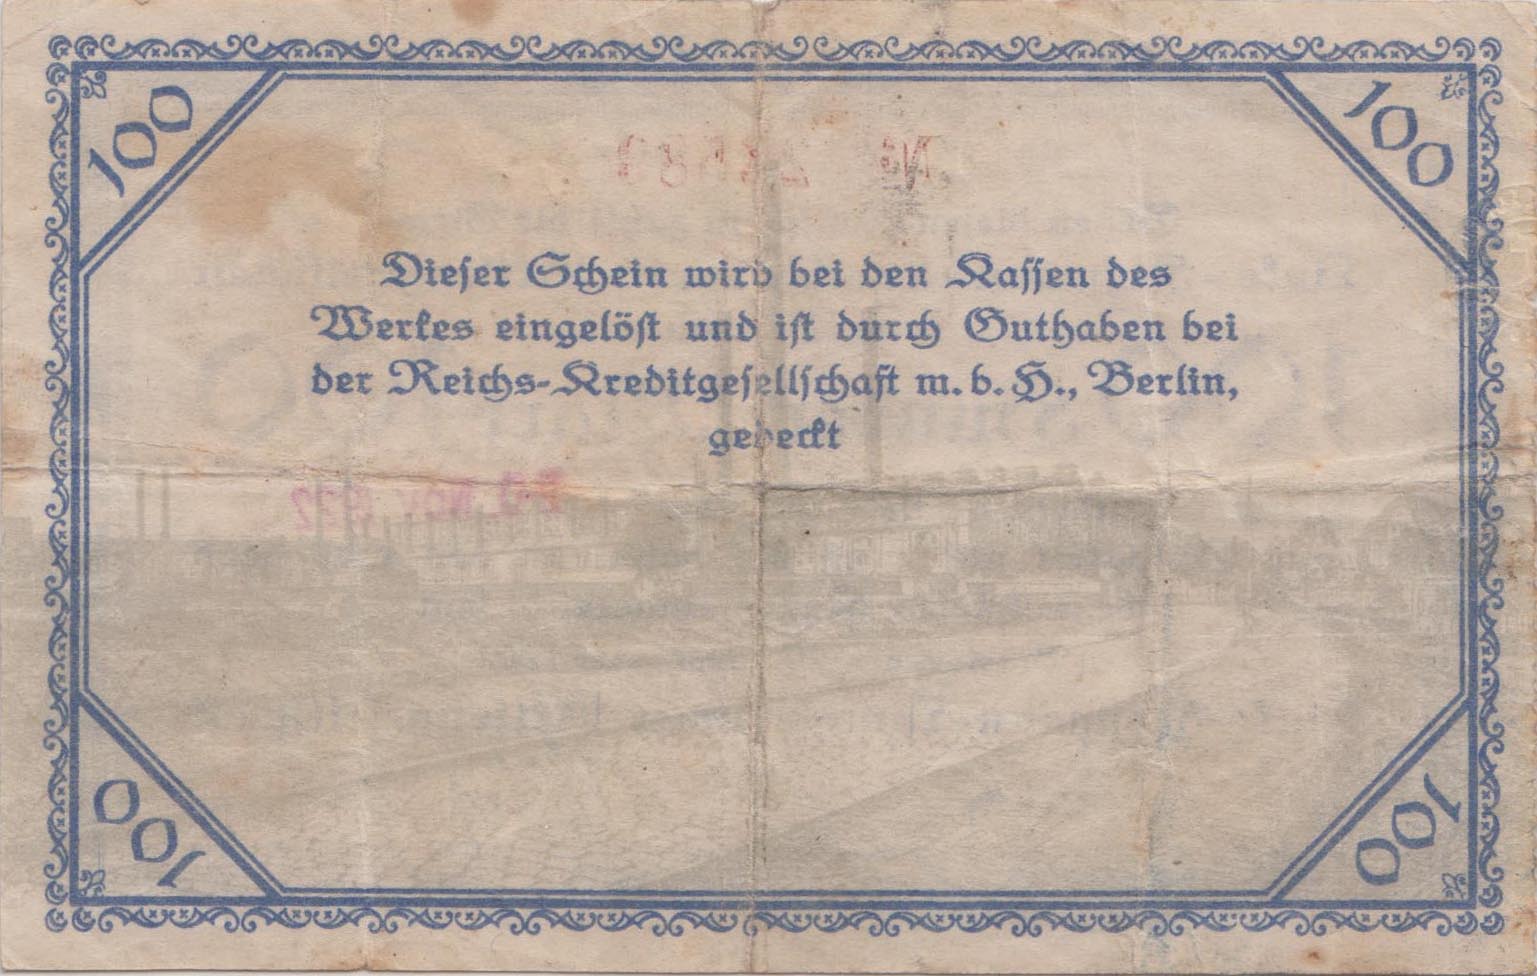 100 100
Dieser Schein wird bei den Kassen des
Werkes eingelöst und ist durch Guthaben bei
der Reichs-Kreditgesellschaft m. b. H., Berlin,
gedeckt
100 100